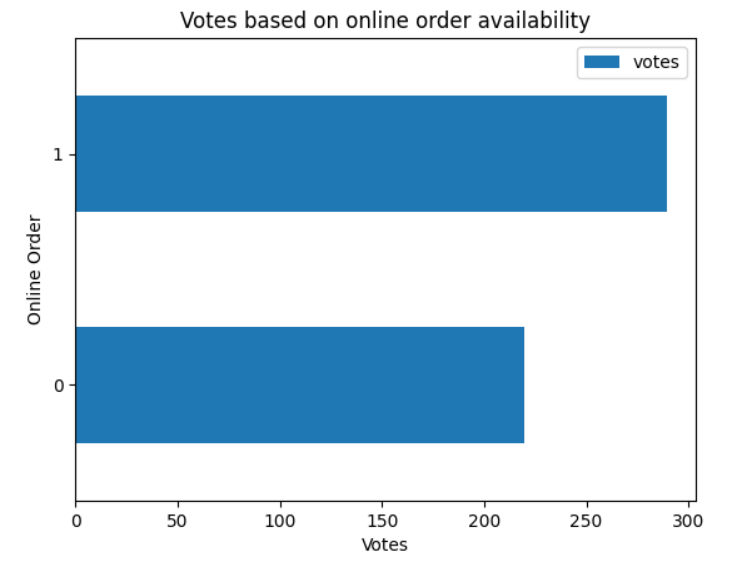 Votes based on online order availability
votes
1
Online Order
0
0 50 100 150 200 250 300
Votes